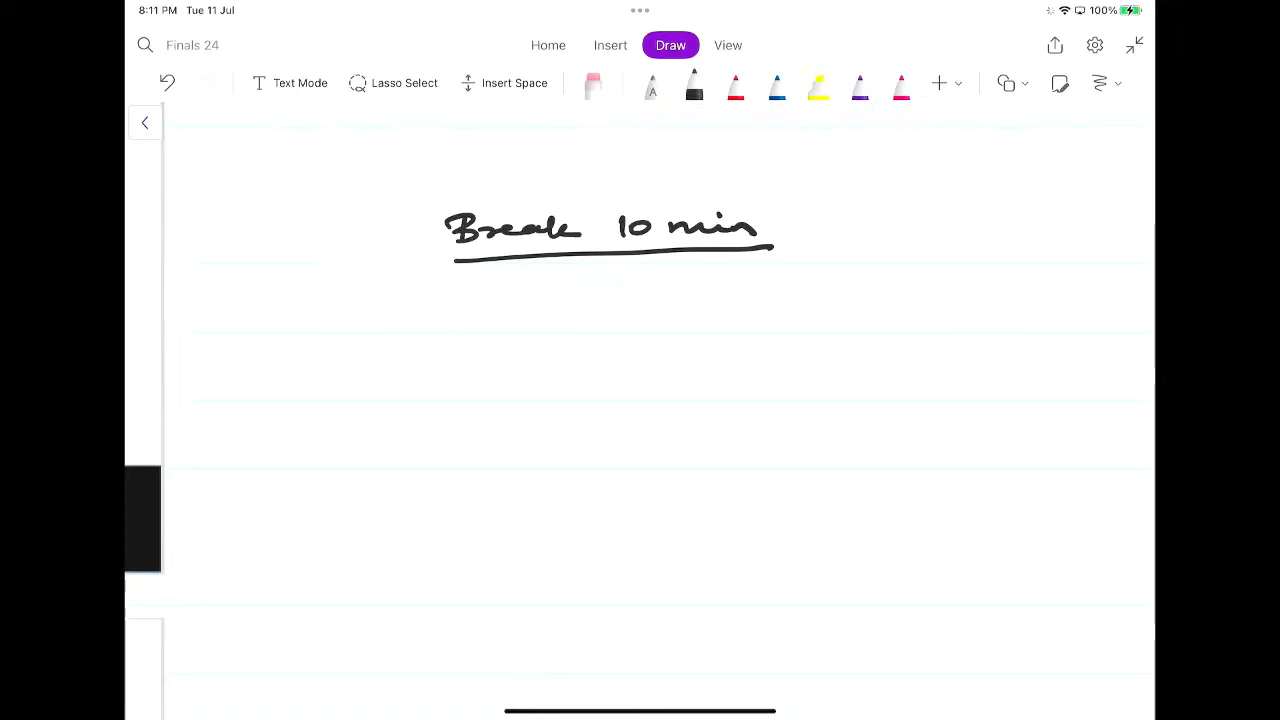 8:11 PM Tue 11 Jul
100%
Finals 24
Home Insert Draw View
Text Mode Lasso Select Insert Space
A
Break 10 min